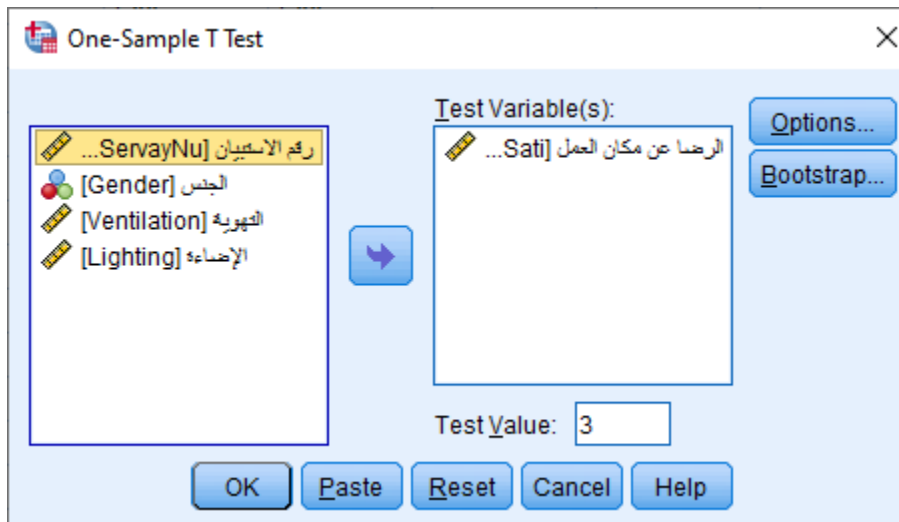 One-Sample T Test
Test Variable(s):
رقم الاستبيان [ServayNu...
الجنس [Gender]
التهوية [Ventilation]
الإضاءة [Lighting]
الرضا عن مكان العمل [Sati...
Options...
Bootstrap...
Test Value: 3
OK Paste Reset Cancel Help